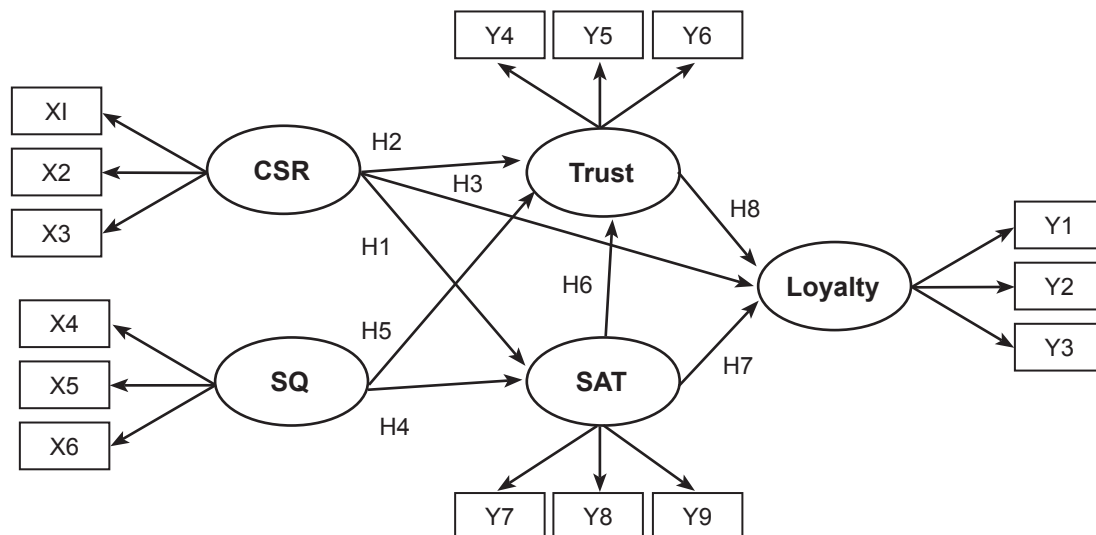 Y4 Y5 Y6
XI
X2
X3
CSR
H2
H3
Trust
H8
H1
H6
Y1
Y2
Y3
Loyalty
X4
X5
X6
SQ
H5
H4
SAT
H7
Y7 Y8 Y9